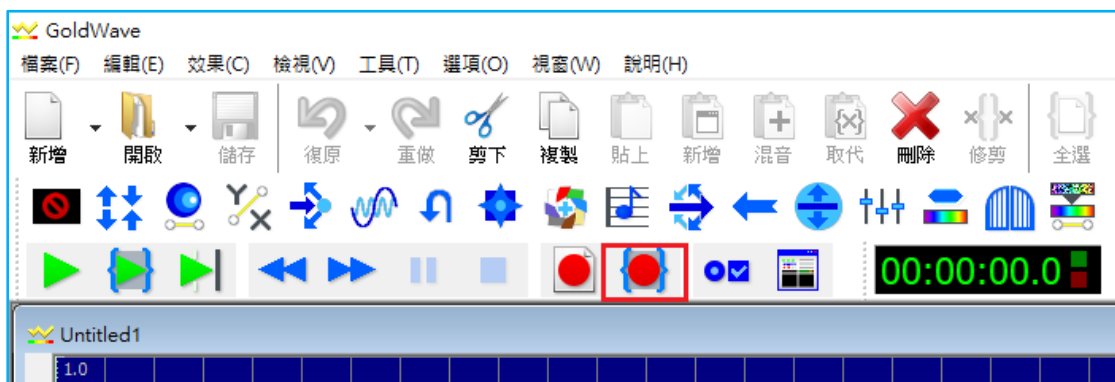 GoldWave
檔案(F) 編輯(E) 效果(C) 檢視(V) 工具(T) 選項(O) 視窗(W) 說明(H)
新增 開啟 儲存 復原 重做 剪下 複製 貼上 新增 混音 取代 刪除 修剪 全選
00:00:00.0
Untitled1
1.0